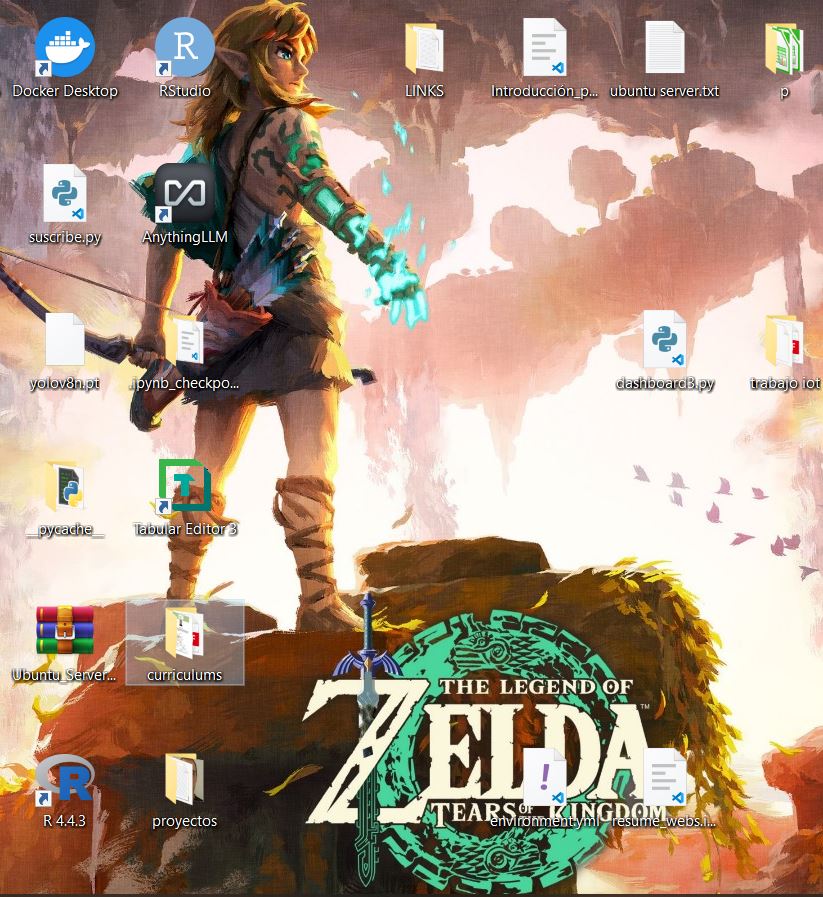 Docker Desktop
RStudio
LINKS
Introducción_p...
ubuntu server.txt
p
suscribe.py
AnythingLLM
yolov8n.pt
.ipynb_checkpo...
dashboard3.py
trabajo iot
__pycache__
Tabular Editor 3
Ubuntu_Server...
curriculums
THE LEGEND OF
ZELDA™
TEARS OF THE KINGDOM
R 4.4.3
proyectos
environment.yml
resume_webs.i...